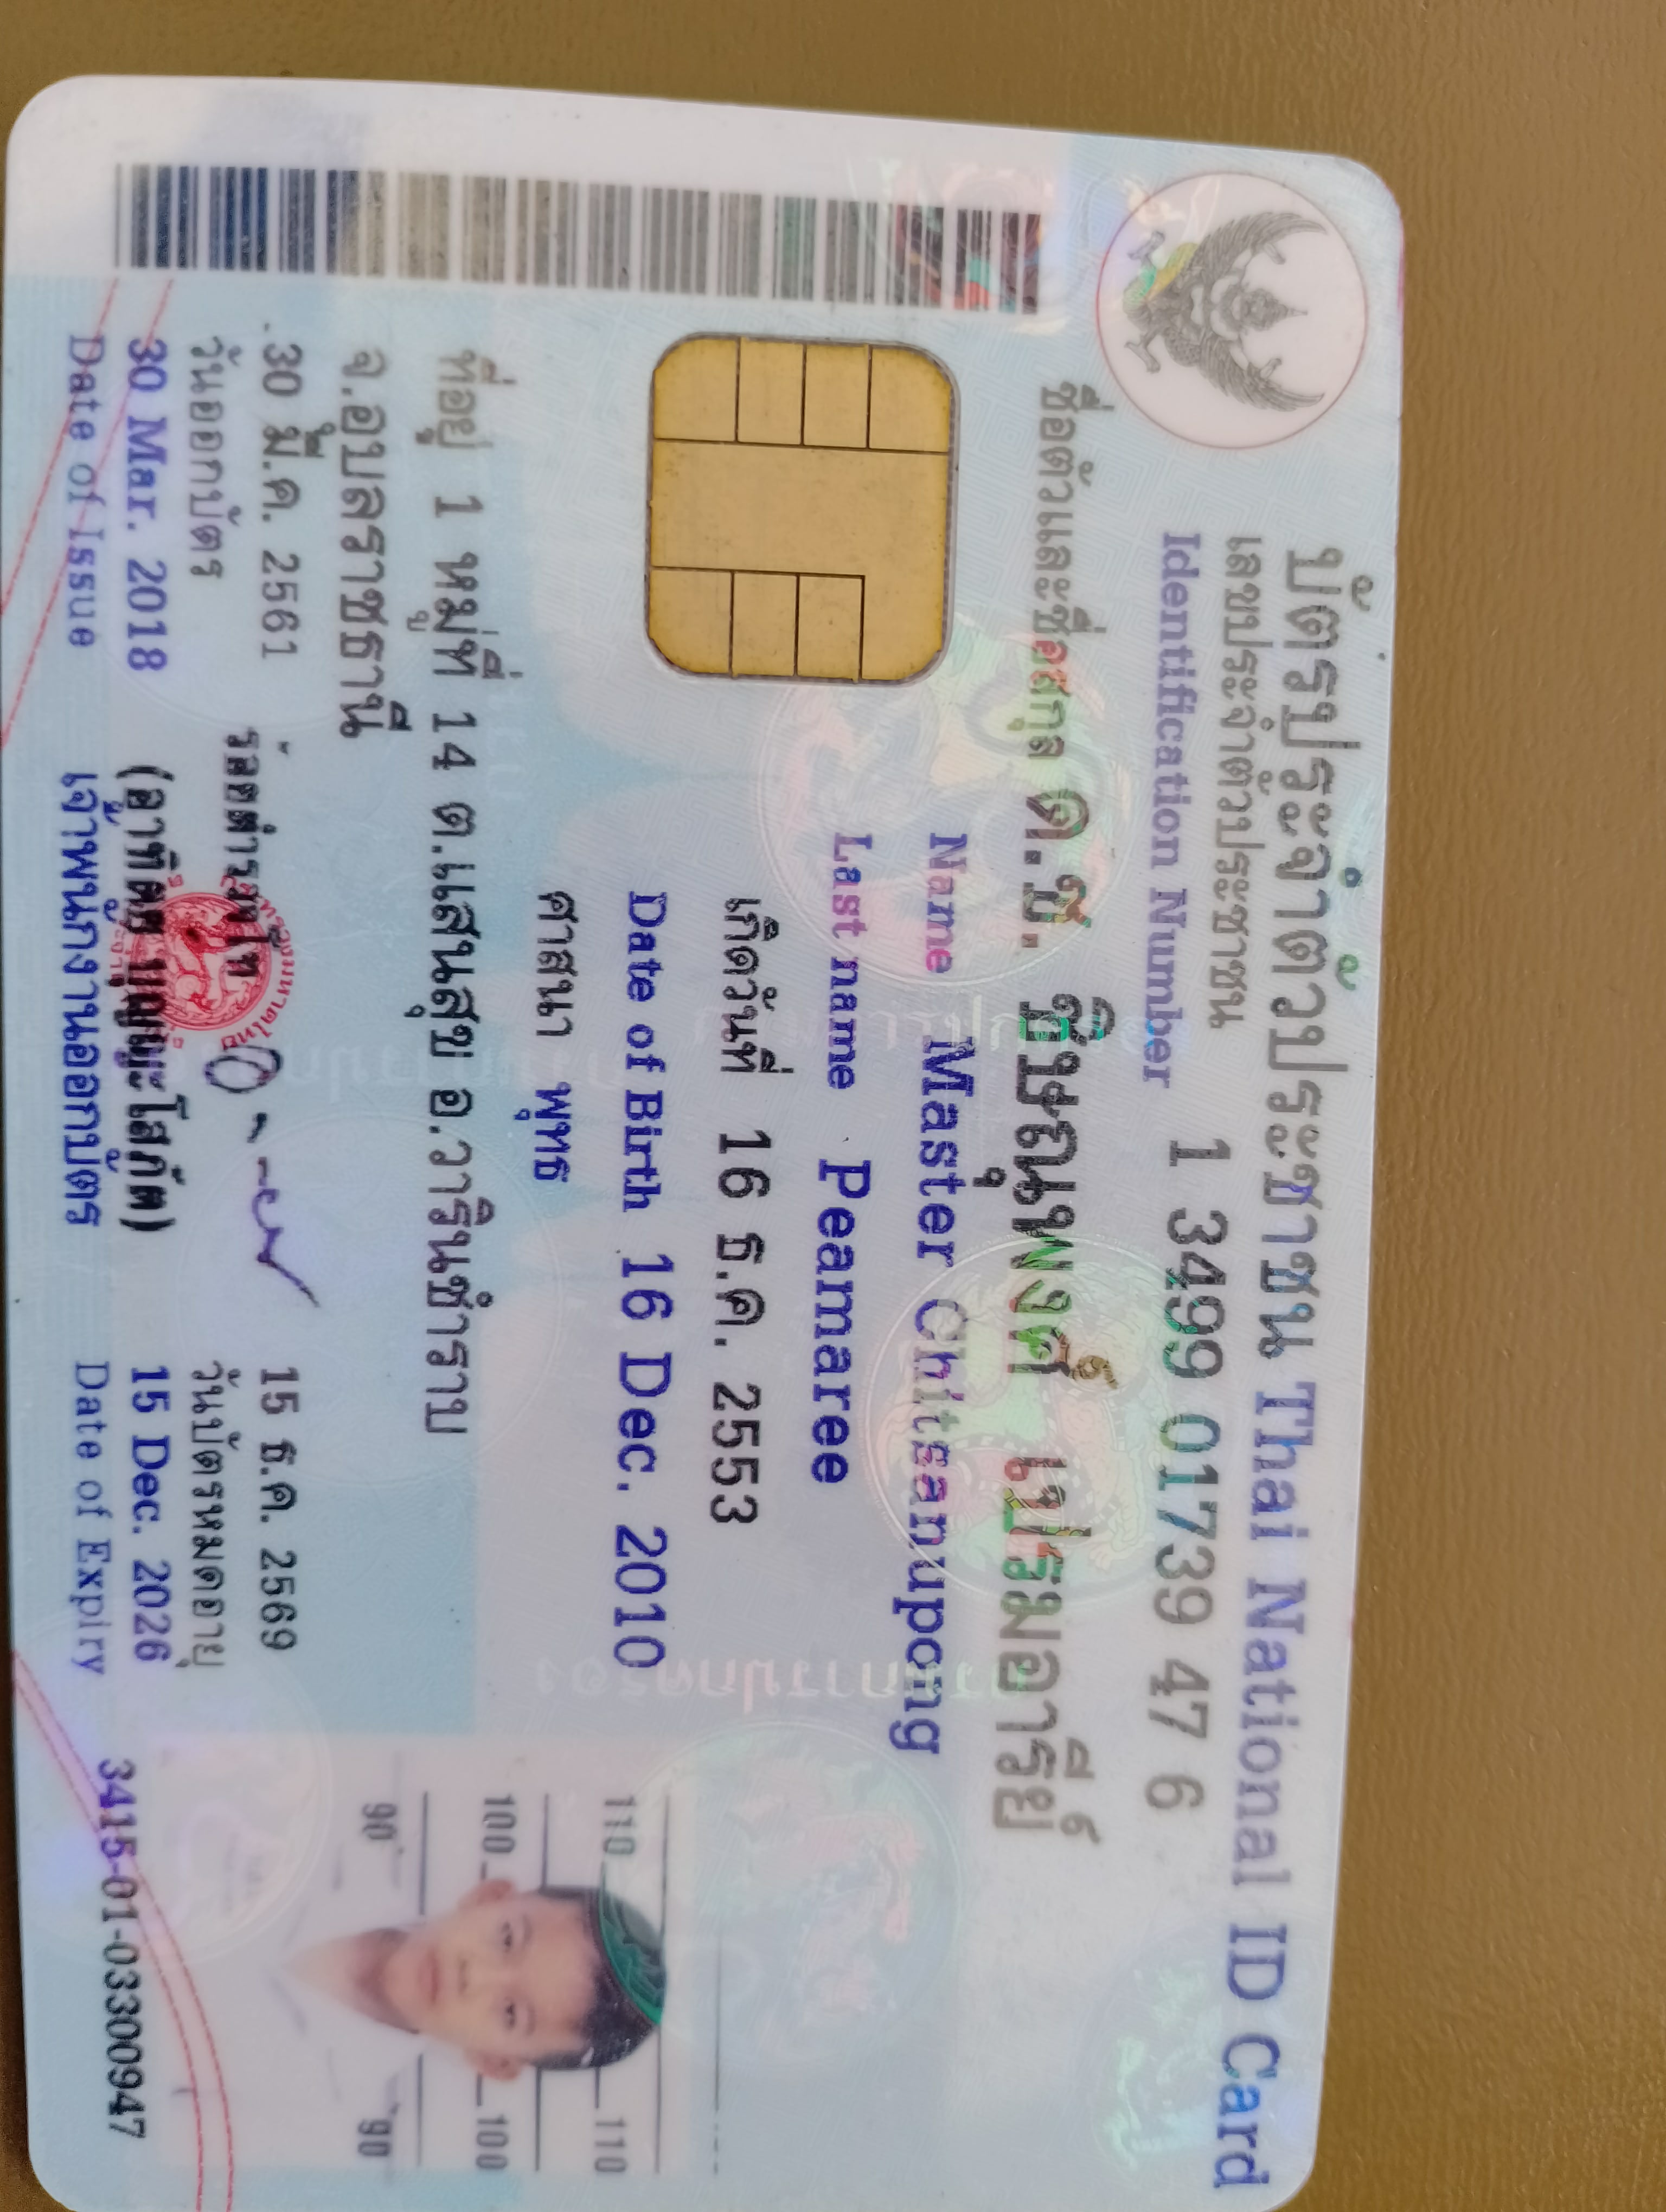 บัตรประจำตัวประชาชน Thai National ID Card
เลขประจำตัวประชาชน
Identification Number
1 3499 01739 47 6
ชื่อตัวและชื่อสกุล ด.ช. ชิษณุพงศ์ เปรมอารีย์
Name Master Chitsanupong
Last name Peamaree
เกิดวันที่ 16 ธ.ค. 2553
Date of Birth 16 Dec. 2010
ศาสนา พุทธ
ที่อยู่ 1 หมู่ที่ 14 ต.แสนสุข อ.วารินชำราบ
จ.อุบลราชธานี
30 มี.ค. 2561
วันออกบัตร
30 Mar. 2018
Date of Issue
เจ้าพนักงานออกบัตร
15 ธ.ค. 2569
วันบัตรหมดอายุ
15 Dec. 2026
Date of Expiry
110 110
100 100
90 90
3415-01-03300947